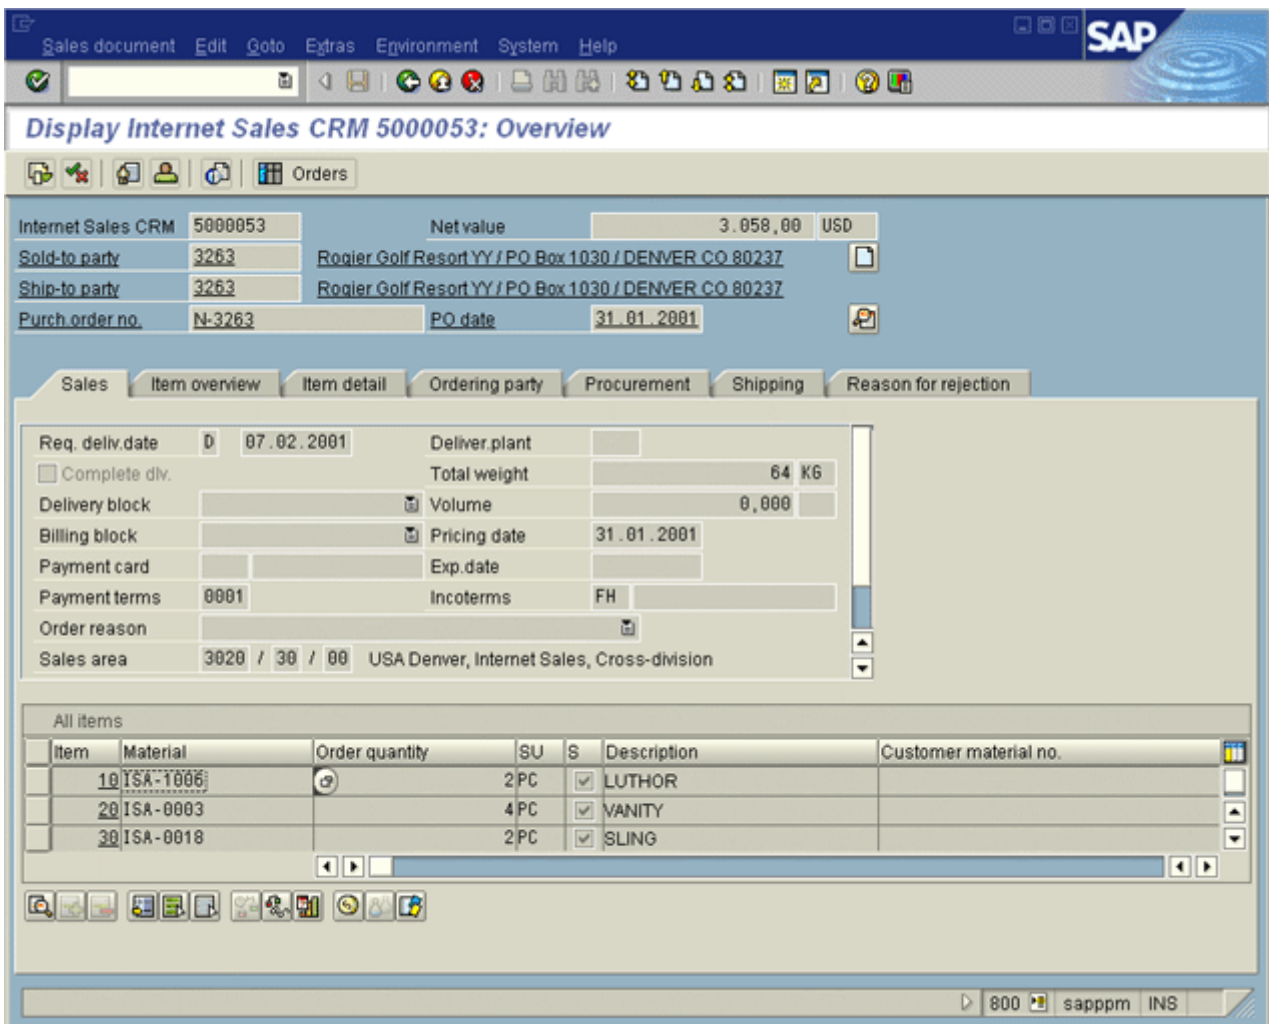 Sales document Edit Goto Extras Environment System Help
SAP
Display Internet Sales CRM 5000053: Overview
Orders
Internet Sales CRM 5000053 Net value 3.058,00 USD
Sold-to party 3263 Rogier Golf Resort YY / PO Box 1030 / DENVER CO 80237
Ship-to party 3263 Rogier Golf Resort YY / PO Box 1030 / DENVER CO 80237
Purch.order no. N-3263 PO date 31.01.2001
Sales Item overview Item detail Ordering party Procurement Shipping Reason for rejection
Req. deliv.date D 07.02.2001 Deliver.plant
Complete dlv. Total weight 64 KG
Delivery block Volume 0,000
Billing block Pricing date 31.01.2001
Payment card Exp.date
Payment terms 0001 Incoterms FH
Order reason
Sales area 3020 / 30 / 00 USA Denver, Internet Sales, Cross-division
All items
Item Material Order quantity SU S Description Customer material no.
10 ISA-1006 2 PC LUTHOR
20 ISA-0003 4 PC VANITY
30 ISA-0018 2 PC SLING
800 sapppm INS